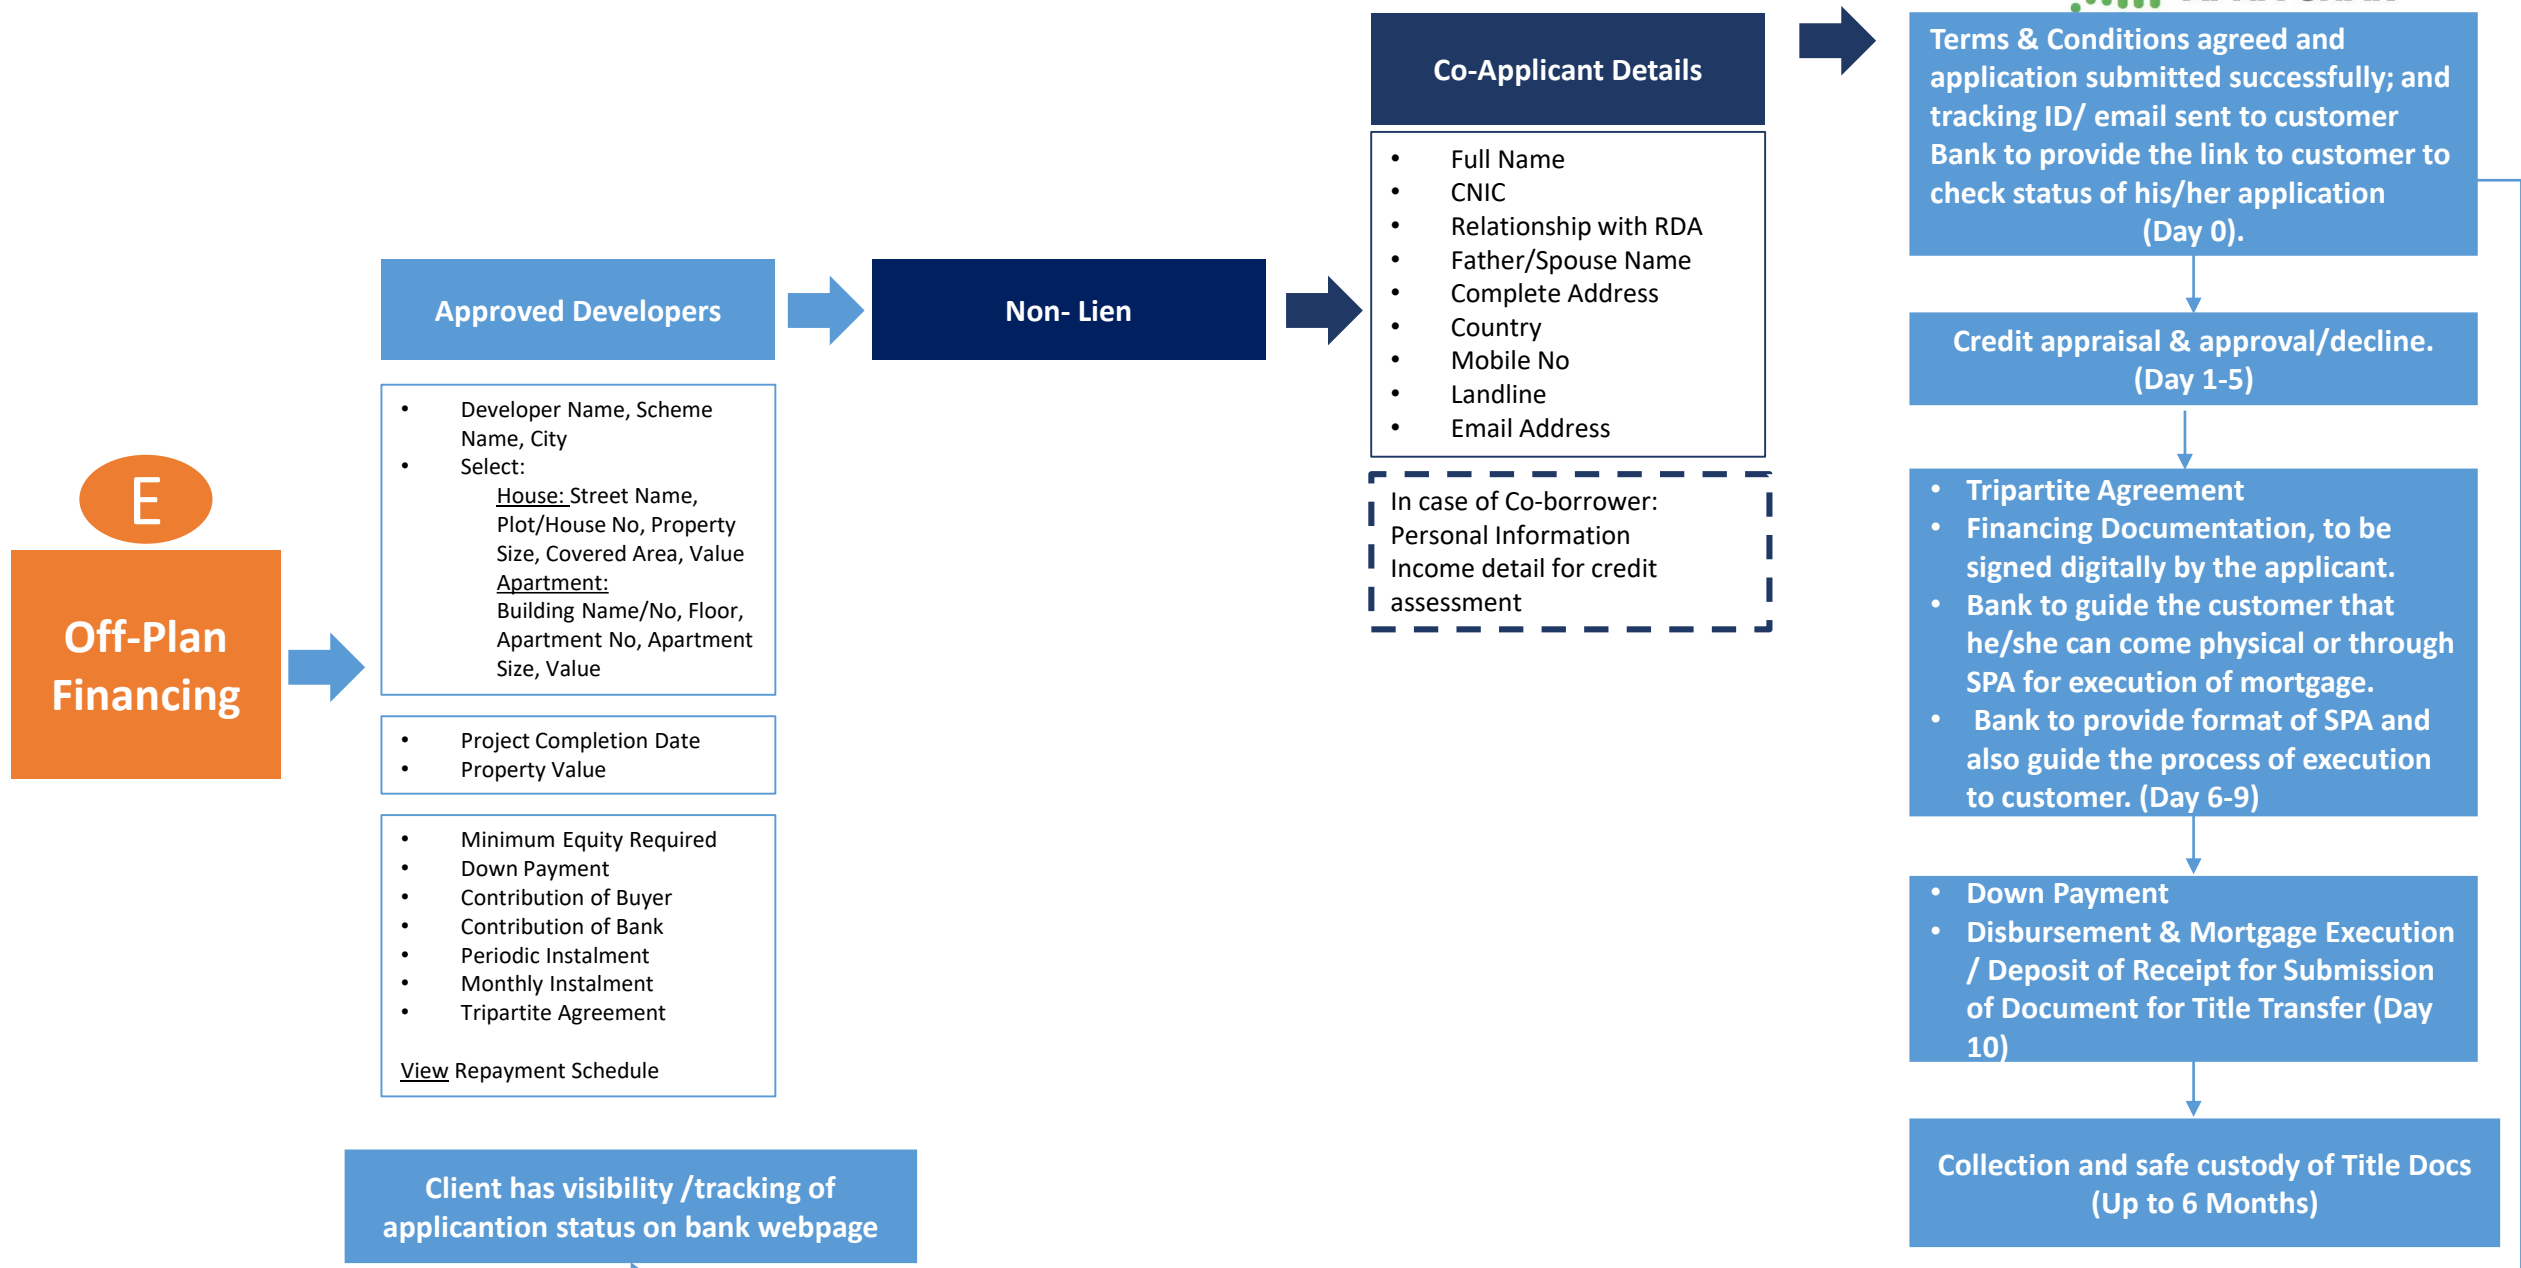 E
Off-Plan
Financing
Approved Developers
• Developer Name, Scheme
Name, City
• Select:
House: Street Name,
Plot/House No, Property
Size, Covered Area, Value
Apartment:
Building Name/No, Floor,
Apartment No, Apartment
Size, Value
• Project Completion Date
• Property Value
• Minimum Equity Required
• Down Payment
• Contribution of Buyer
• Contribution of Bank
• Periodic Instalment
• Monthly Instalment
• Tripartite Agreement
View Repayment Schedule
Client has visibility /tracking of
applicantion status on bank webpage
Non- Lien
Co-Applicant Details
• Full Name
• CNIC
• Relationship with RDA
• Father/Spouse Name
• Complete Address
• Country
• Mobile No
• Landline
• Email Address
In case of Co-borrower:
Personal Information
Income detail for credit
assessment
Terms & Conditions agreed and
application submitted successfully; and
tracking ID/ email sent to customer
Bank to provide the link to customer to
check status of his/her application
(Day 0).
Credit appraisal & approval/decline.
(Day 1-5)
• Tripartite Agreement
• Financing Documentation, to be
signed digitally by the applicant.
• Bank to guide the customer that
he/she can come physical or through
SPA for execution of mortgage.
• Bank to provide format of SPA and
also guide the process of execution
to customer. (Day 6-9)
• Down Payment
• Disbursement & Mortgage Execution
/ Deposit of Receipt for Submission
of Document for Title Transfer (Day
10)
Collection and safe custody of Title Docs
(Up to 6 Months)